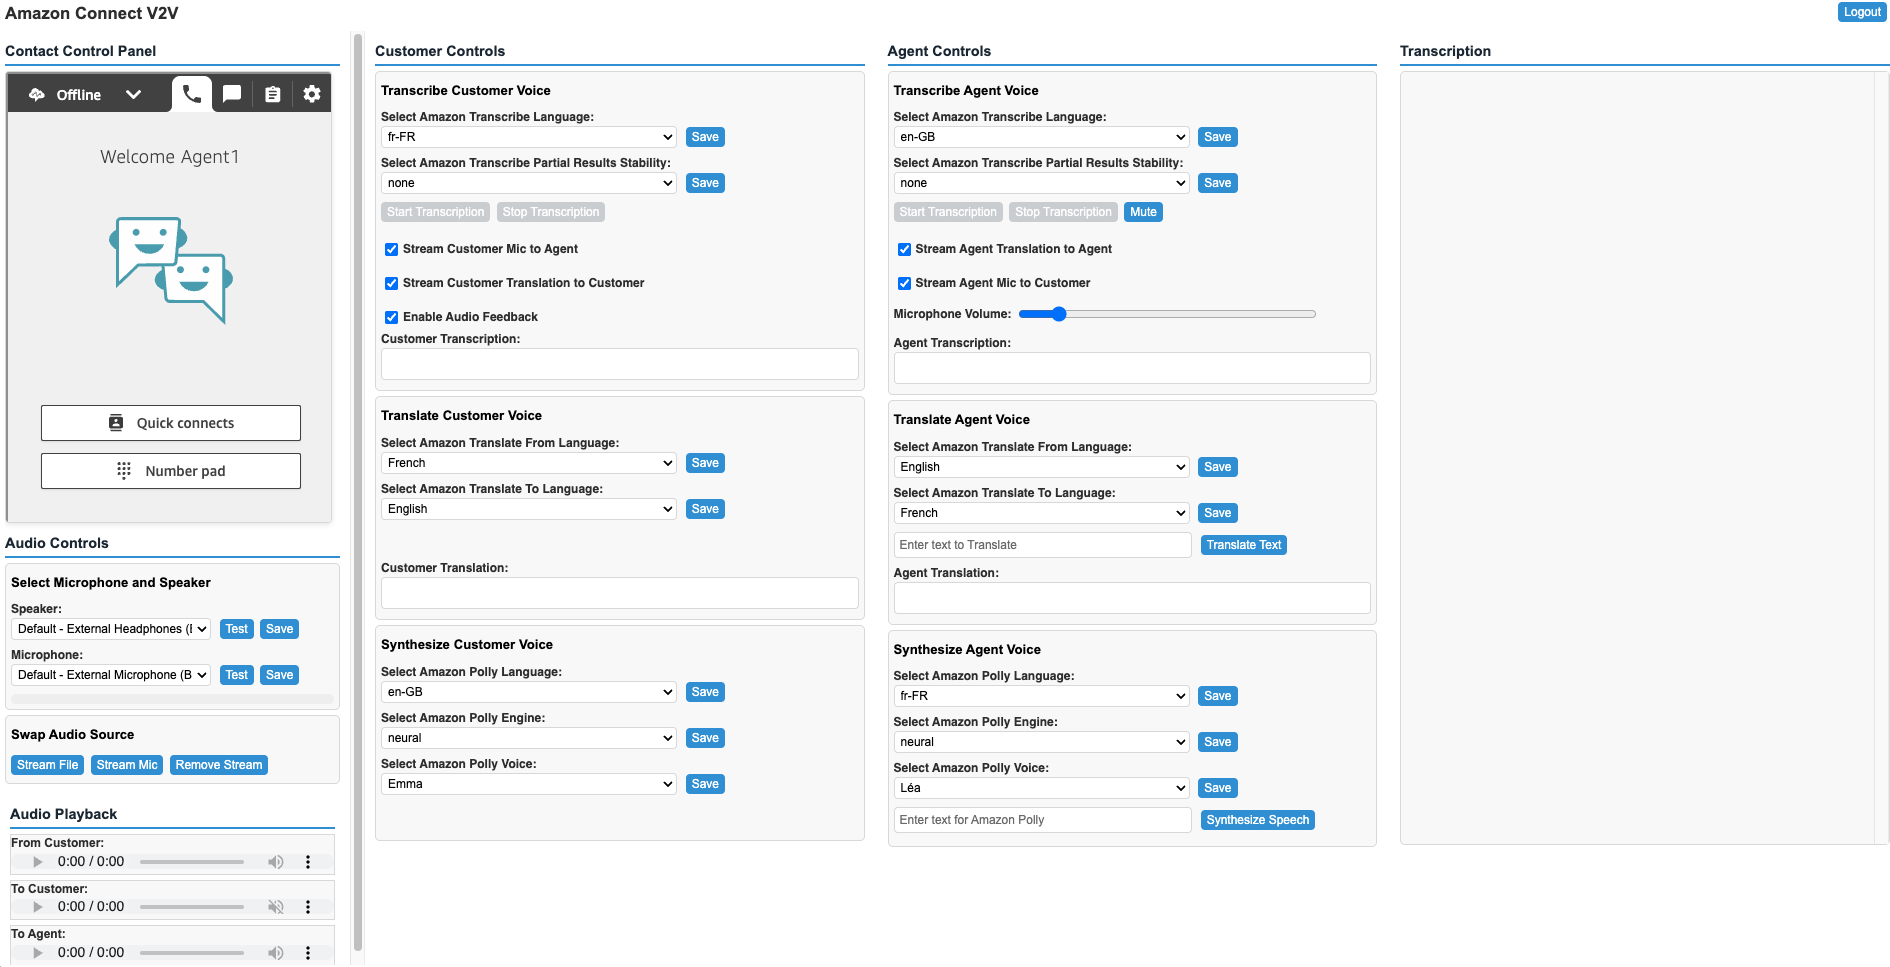 Amazon Connect V2V
Logout
Contact Control Panel
Offline
Welcome Agent1
Quick connects
Number pad
Audio Controls
Select Microphone and Speaker
Speaker:
Default - External Headphones (
Test
Save
Microphone:
Default - External Microphone (B
Test
Save
Swap Audio Source
Stream File
Stream Mic
Remove Stream
Audio Playback
From Customer:
0:00 / 0:00
To Customer:
0:00 / 0:00
To Agent:
0:00 / 0:00
Customer Controls
Transcribe Customer Voice
Select Amazon Transcribe Language:
fr-FR
Save
Select Amazon Transcribe Partial Results Stability:
none
Save
Start Transcription
Stop Transcription
Stream Customer Mic to Agent
Stream Customer Translation to Customer
Enable Audio Feedback
Customer Transcription:
Translate Customer Voice
Select Amazon Translate From Language:
French
Save
Select Amazon Translate To Language:
English
Save
Customer Translation:
Synthesize Customer Voice
Select Amazon Polly Language:
en-GB
Save
Select Amazon Polly Engine:
neural
Save
Select Amazon Polly Voice:
Emma
Save
Agent Controls
Transcribe Agent Voice
Select Amazon Transcribe Language:
en-GB
Save
Select Amazon Transcribe Partial Results Stability:
none
Save
Start Transcription
Stop Transcription
Mute
Stream Agent Translation to Agent
Stream Agent Mic to Customer
Microphone Volume:
Agent Transcription:
Translate Agent Voice
Select Amazon Translate From Language:
English
Save
Select Amazon Translate To Language:
French
Save
Enter text to Translate
Translate Text
Agent Translation:
Synthesize Agent Voice
Select Amazon Polly Language:
fr-FR
Save
Select Amazon Polly Engine:
neural
Save
Select Amazon Polly Voice:
Léa
Save
Enter text for Amazon Polly
Synthesize Speech
Transcription